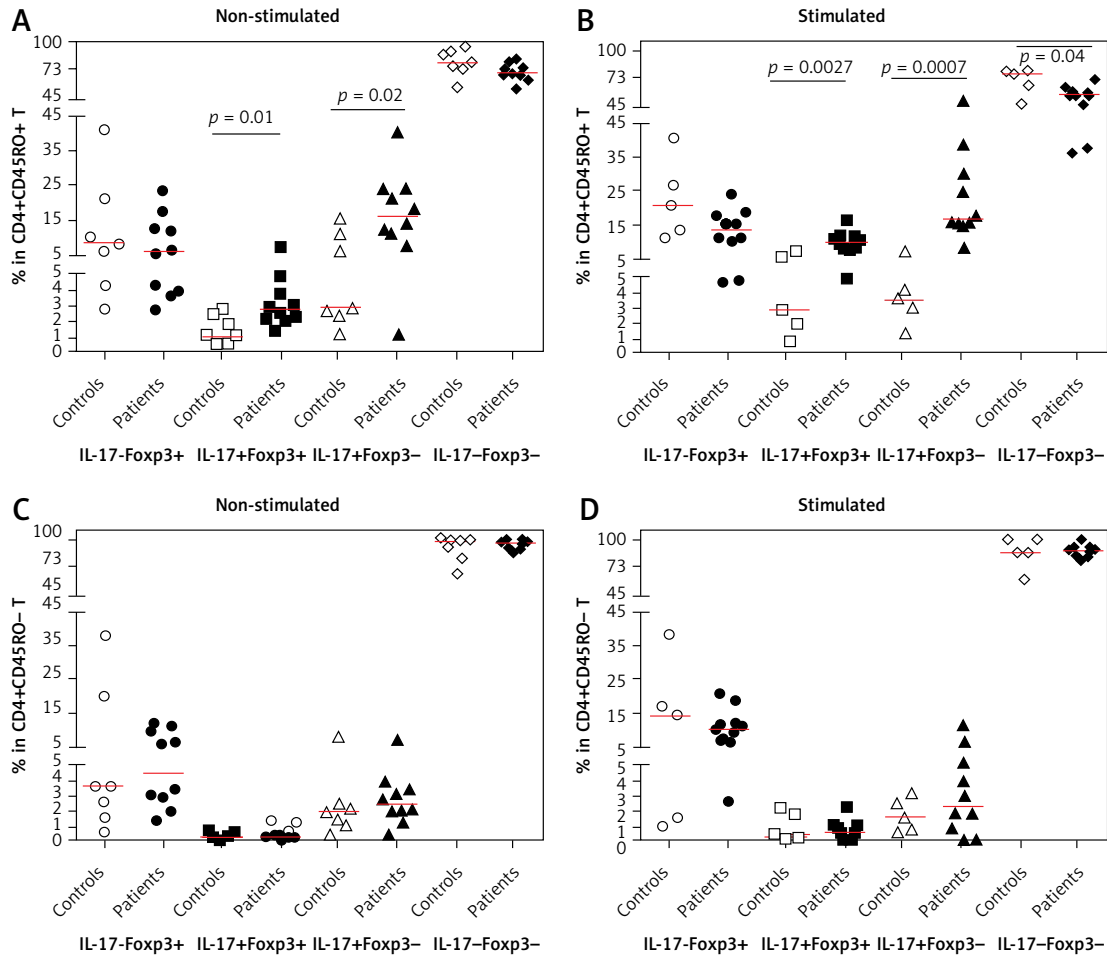 A
Non-stimulated
% in CD4+CD45RO+ T
100
73
45
45
35
25
15
5
5
4
3
2
1
0
p = 0.01
p = 0.02
Controls Patients Controls Patients Controls Patients Controls Patients
IL-17-Foxp3+ IL-17+Foxp3+ IL-17+Foxp3– IL-17–Foxp3–
B
Stimulated
% in CD4+CD45RO+ T
100
73
45
45
35
25
15
5
5
4
3
2
1
0
p = 0.0027
p = 0.0007
p = 0.04
Controls Patients Controls Patients Controls Patients Controls Patients
IL-17-Foxp3+ IL-17+Foxp3+ IL-17+Foxp3– IL-17–Foxp3–
C
Non-stimulated
% in CD4+CD45RO– T
100
73
45
45
35
25
15
5
5
4
3
2
1
0
Controls Patients Controls Patients Controls Patients Controls Patients
IL-17-Foxp3+ IL-17+Foxp3+ IL-17+Foxp3– IL-17–Foxp3–
D
Stimulated
% in CD4+CD45RO– T
100
73
45
45
35
25
15
5
5
4
3
2
1
0
Controls Patients Controls Patients Controls Patients Controls Patients
IL-17-Foxp3+ IL-17+Foxp3+ IL-17+Foxp3– IL-17–Foxp3–